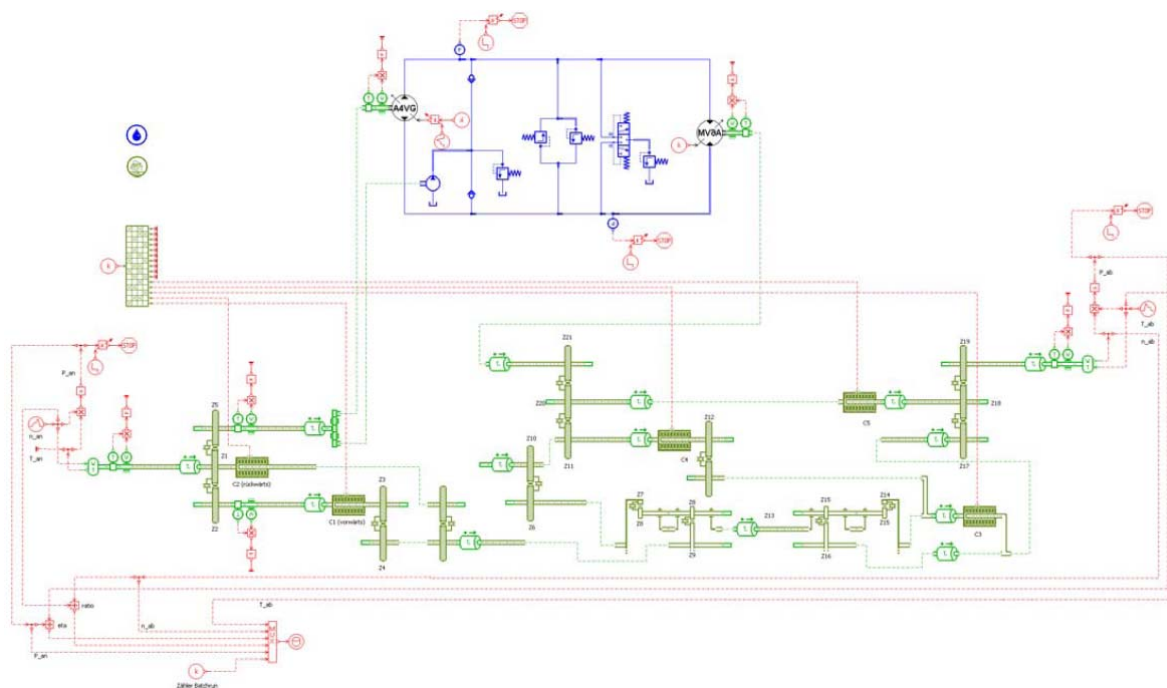 STOP
P
A4VG
MV8A
STOP
STOP
P_ab
T_ab
n_ab
P_an
STOP
n_an
T_an
Z5
Z1
C2 (rückwärts)
Z2
C1 (vorwärts)
Z3
Z4
Z21
Z20
Z11
Z10
Z6
C4
Z12
C5
Z19
Z18
Z17
Z7
Z8
Z8
Z9
Z13
Z15
Z14
Z15
Z16
C3
ratio
eta
n_ab
P_an
T_ab
k
Zähler Batchrun